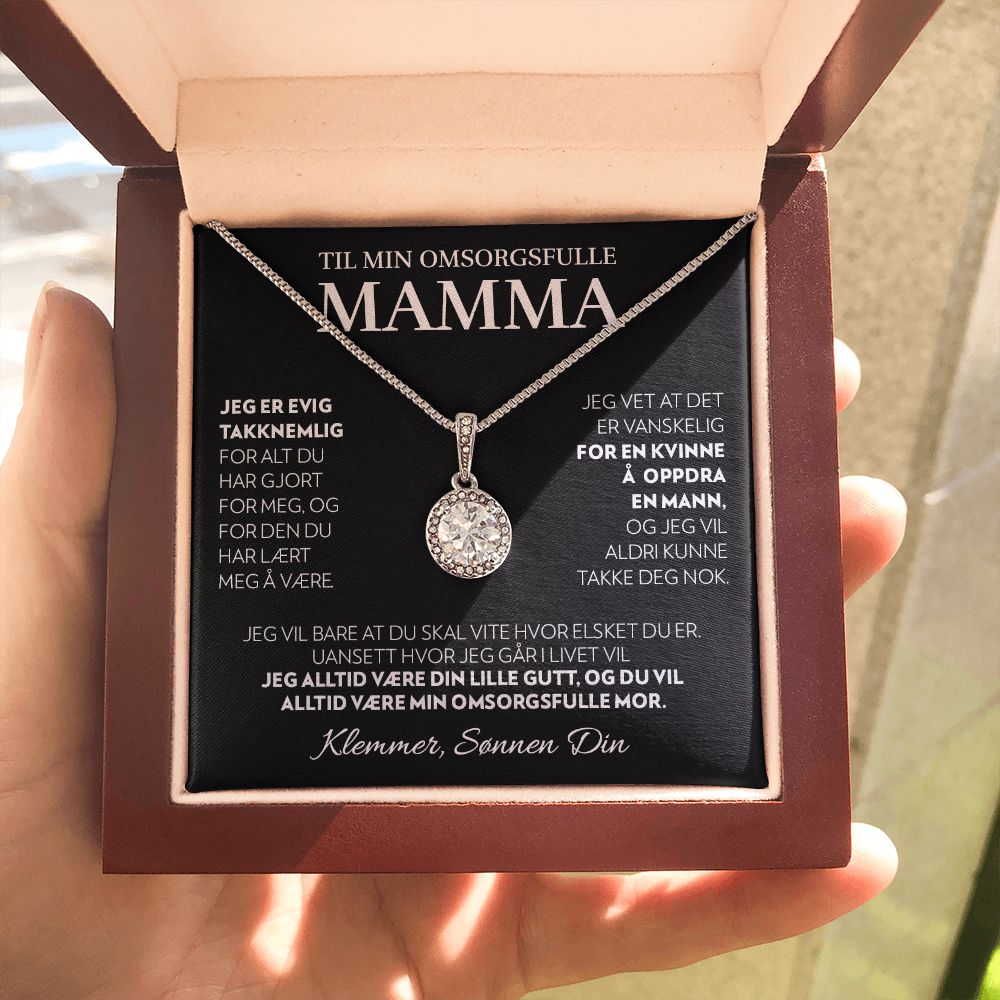 TIL MIN OMSORGSFULLE
MAMMA
JEG ER EVIG
TAKKNEMLIG
FOR ALT DU
HAR GJORT
FOR MEG, OG
FOR DEN DU
HAR LÆRT
MEG Å VÆRE.
JEG VET AT DET
ER VANSKELIG
FOR EN KVINNE
Å OPPDRA
EN MANN,
OG JEG VIL
ALDRI KUNNE
TAKKE DEG NOK.
JEG VIL BARE AT DU SKAL VITE HVOR ELSKET DU ER.
UANSETT HVOR JEG GÅR I LIVET VIL
JEG ALLTID VÆRE DIN LILLE GUTT, OG DU VIL
ALLTID VÆRE MIN OMSORGSFULLE MOR.
Klemmer, Sønnen Din